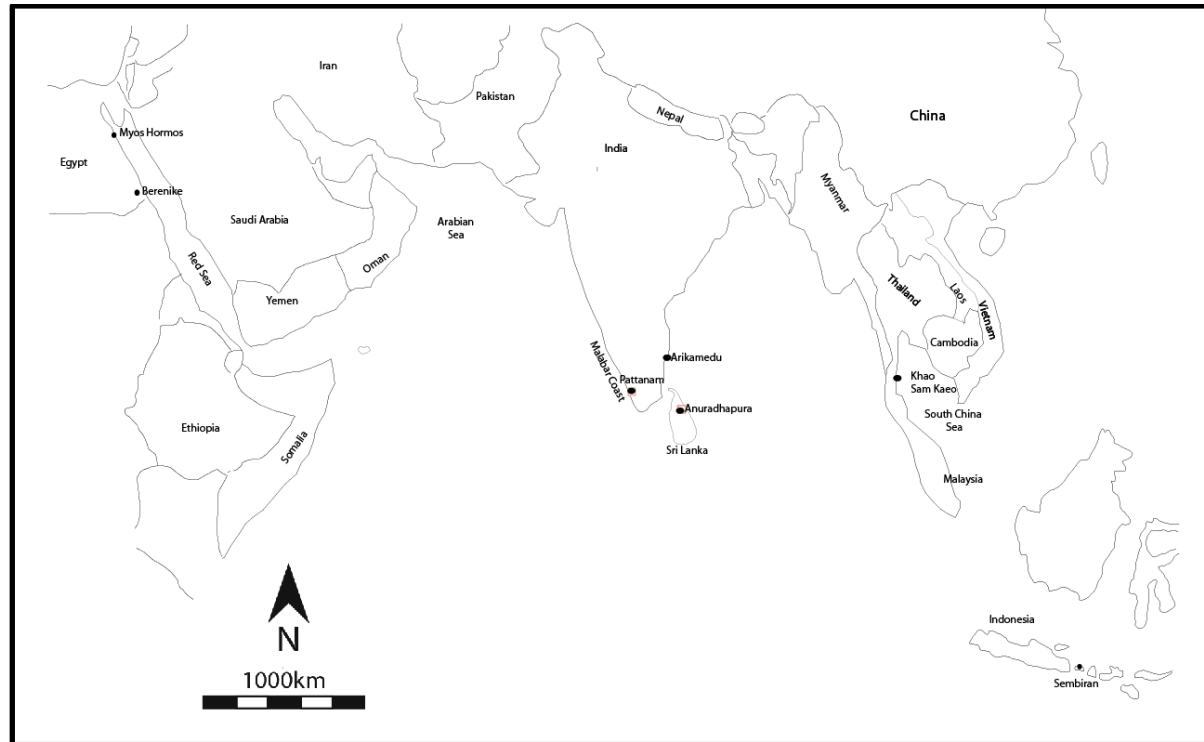 Iran
Pakistan
Nepal
China
Myos Hormos
Egypt
India
Berenike
Myanmar
Saudi Arabia
Arabian
Sea
Red Sea
Oman
Yemen
Thailand
Laos
Vietnam
Cambodia
Malabar Coast
Arikamedu
Pattanam
Khao
Sam Kaeo
Anuradhapura
South China
Sea
Ethiopia
Somalia
Sri Lanka
Malaysia
N
1000km
Indonesia
Sembiran